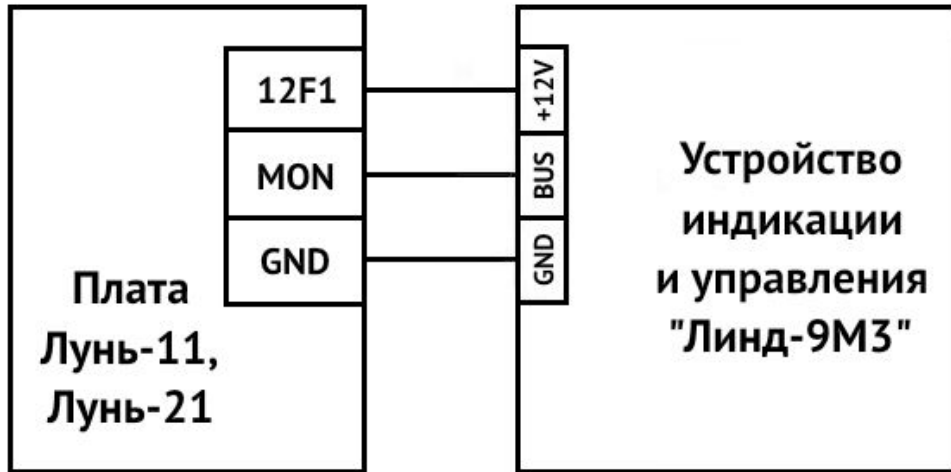 12F1
MON
GND
Плата
Лунь-11,
Лунь-21
+12V
BUS
GND
Устройство
индикации
и управления
"Линд-9М3"